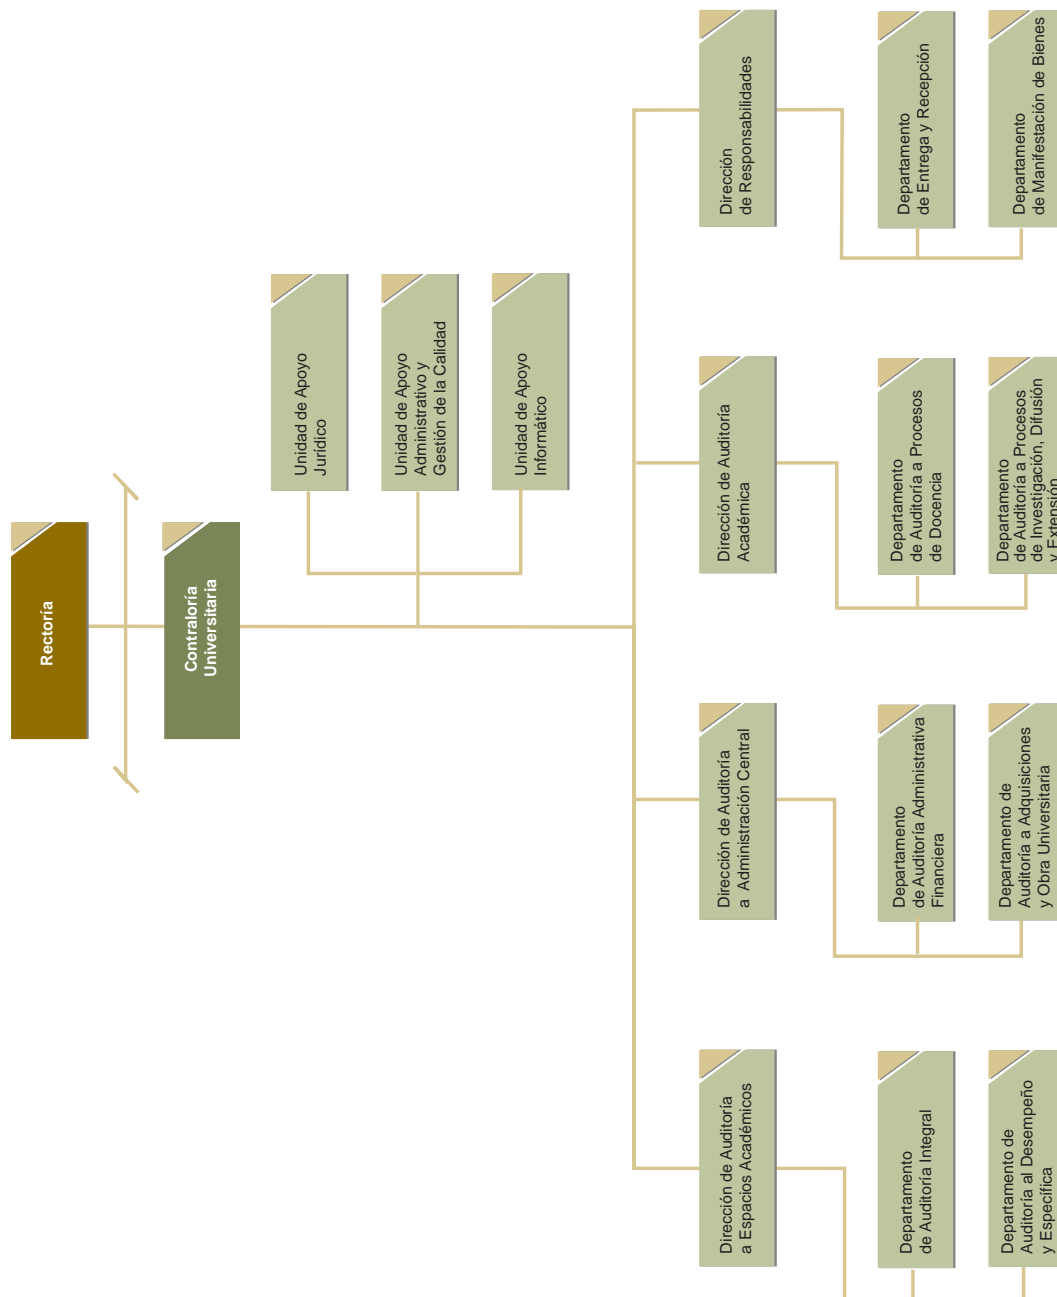 Rectoría
Contraloría
Universitaria
Unidad de Apoyo
Jurídico
Unidad de Apoyo
Administrativo y
Gestión de la Calidad
Unidad de Apoyo
Informático
Dirección de Auditoría
a Espacios Académicos
Dirección de Auditoría
a Administración Central
Dirección de Auditoría
Académica
Dirección
de Responsabilidades
Departamento
de Auditoría Integral
Departamento
de Auditoría Administrativa
Financiera
Departamento
de Auditoría a Procesos
de Docencia
Departamento
de Entrega y Recepción
Departamento de
Auditoría al Desempeño
y Específica
Departamento de
Auditoría a Adquisiciones
y Obra Universitaria
Departamento
de Auditoría a Procesos
de Investigación, Difusión
y Extensión
Departamento
de Manifestación de Bienes